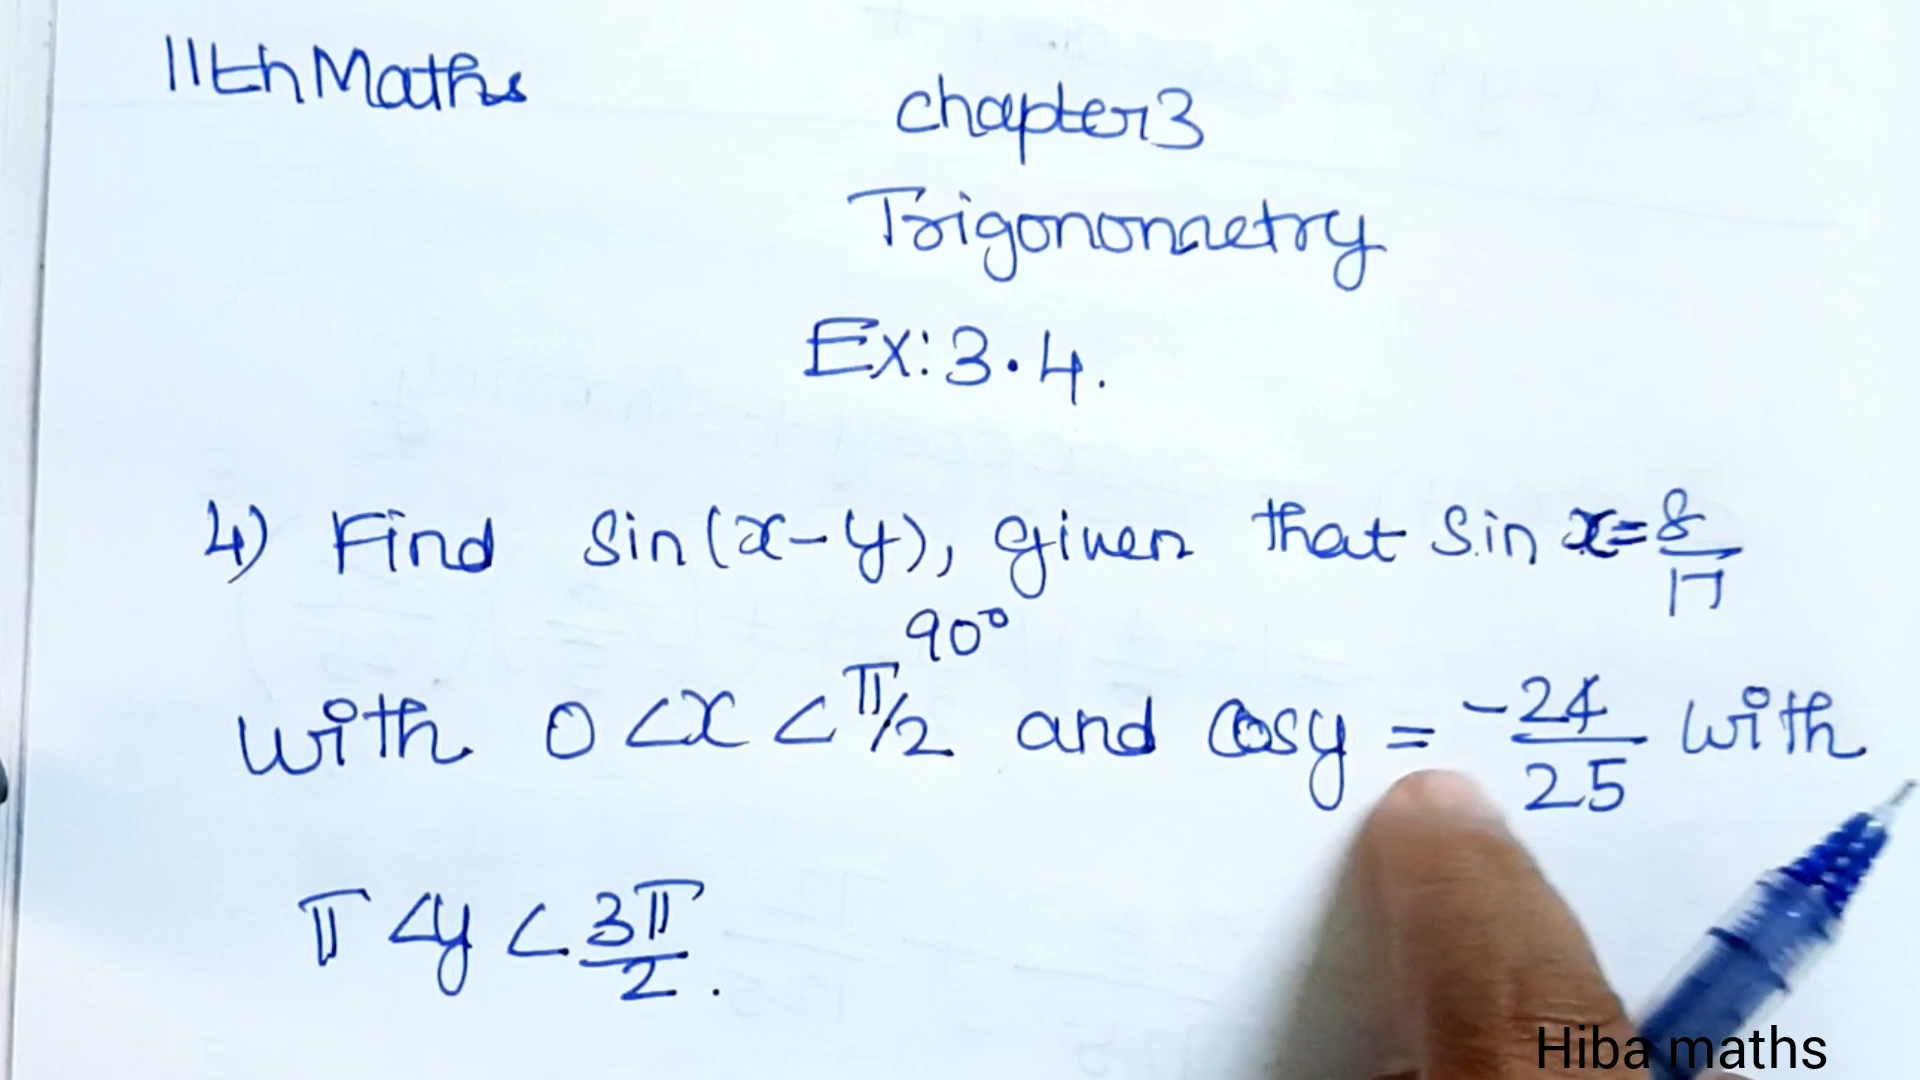 11th Maths
chapter 3
Trigonometry
Ex: 3.4.
4) Find sin(x-y), given that sin x = 8/17
90°
with 0 < x < π/2 and cosy = -24/25 with
π < y < 3π/2.
Hiba maths